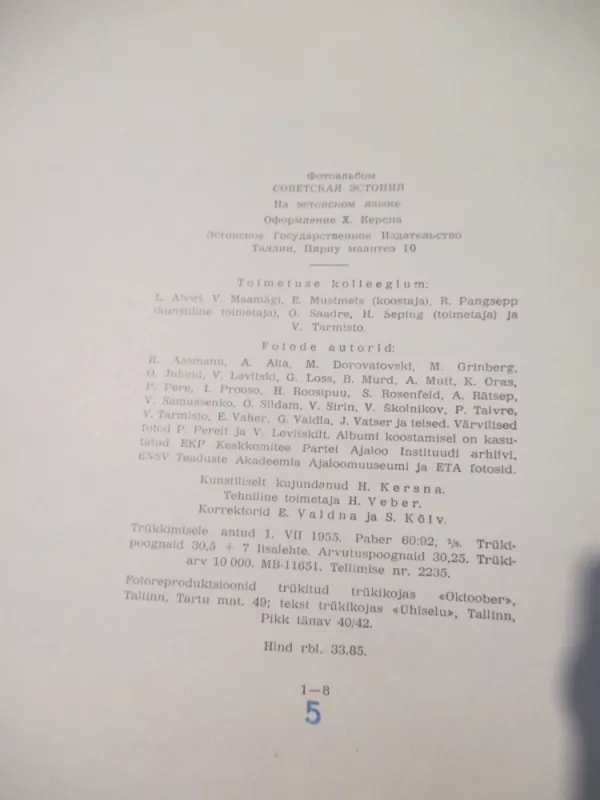 Фотоальбом
СОВЕТСКАЯ ЭСТОНИЯ
На эстонском языке
Оформление Х. Керсна
Эстонское Государственное Издательство
Таллин, Пярну маантеэ 10
Toimetuse kolleegium:
L. Abori, V. Maamägi, E. Mustmets (koostaja), R. Pangsepp
(kunstiline toimetaja), O. Saadre, H. Seping (toimetaja) ja
V. Tarmisto.
Fotode autorid:
R. Aasmann, A. Alla, M. Dorovatovski, M. Grinberg,
O. Juhani, V. Levitski, G. Loss, B. Murd, A. Mutt, K. Oras,
P. Pere, I. Prooso, H. Roosipuu, S. Rosenfeld, A. Rätsep,
V. Samussenko, O. Sildam, V. Sirin, V. Skolnikov, P. Talvre,
V. Tarmisto, E. Vaher, G. Vaidla, J. Vatser ja teised. Värvilised
fotod P. Pereit ja V. Levitskilt. Albumi koostamisel on kasu-
tatud EKP Keskkomitee Partei Ajaloo Instituudi arhiivi,
ENSV Teaduste Akadeemia Ajaloomuuseumi ja ETA fotosid.
Kunstiliselt kujundanud H. Kersna.
Tehniline toimetaja H. Veber.
Korrektorid E. Valdna ja S. Kõlv.
Trükkimisele antud 1. VII 1955. Paber 60:92, ¹/₈. Trüki-
poognaid 30,5 + 7 lisalehte. Arvutuspoognaid 30,25. Trüki-
arv 10 000. MB-11651. Tellimise nr. 2235.
Fotoreproduktsioonid trükitud trükikojas «Oktoober»,
Tallinn, Tartu mnt. 49; tekst trükikojas «Ühiselu», Tallinn,
Pikk tänav 40/42.
Hind rbl. 33.85.
1—8
5